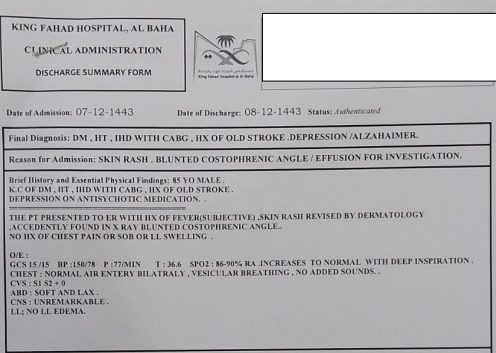 KING FAHAD HOSPITAL, AL BAHA
CLINICAL ADMINISTRATION
DISCHARGE SUMMARY FORM
مستشفى الملك فهد بالباحة
King Fahad Hospital at Al Baha
Date of Admission: 07-12-1443 Date of Discharge: 08-12-1443 Status: Authenticated
Final Diagnosis: DM , HT , IHD WITH CABG , HX OF OLD STROKE .DEPRESSION /ALZAHAIMER.
Reason for Admission: SKIN RASH . BLUNTED COSTOPHRENIC ANGLE / EFFUSION FOR INVESTIGATION.
Brief History and Essential Physical Findings: 85 YO MALE .
K.C OF DM , HT , IHD WITH CABG , HX OF OLD STROKE .
DEPRESSION ON ANTISYCHOTIC MEDICATION. .
THE PT PRESENTED TO ER WITH HX OF FEVER(SUBJECTIVE) ,SKIN RASH REVISED BY DERMATOLOGY
,ACCEDENTLY FOUND IN X RAY BLUNTED COSTOPHRENIC ANGLE..
NO HX OF CHEST PAIN OR SOB OR LL SWELLING .
O/E :
GCS 15 /15 BP :150/78 P :77/MIN T : 36.6 SPO2 : 86-90% RA .INCREASES TO NORMAL WITH DEEP INSPIRATION .
CHEST : NORMAL AIR ENTERY BILATRALY , VESICULAR BREATHING , NO ADDED SOUNDS. .
CVS : S1 S2 + 0
ABD : SOFT AND LAX .
CNS : UNREMARKABLE .
LL; NO LL EDEMA.